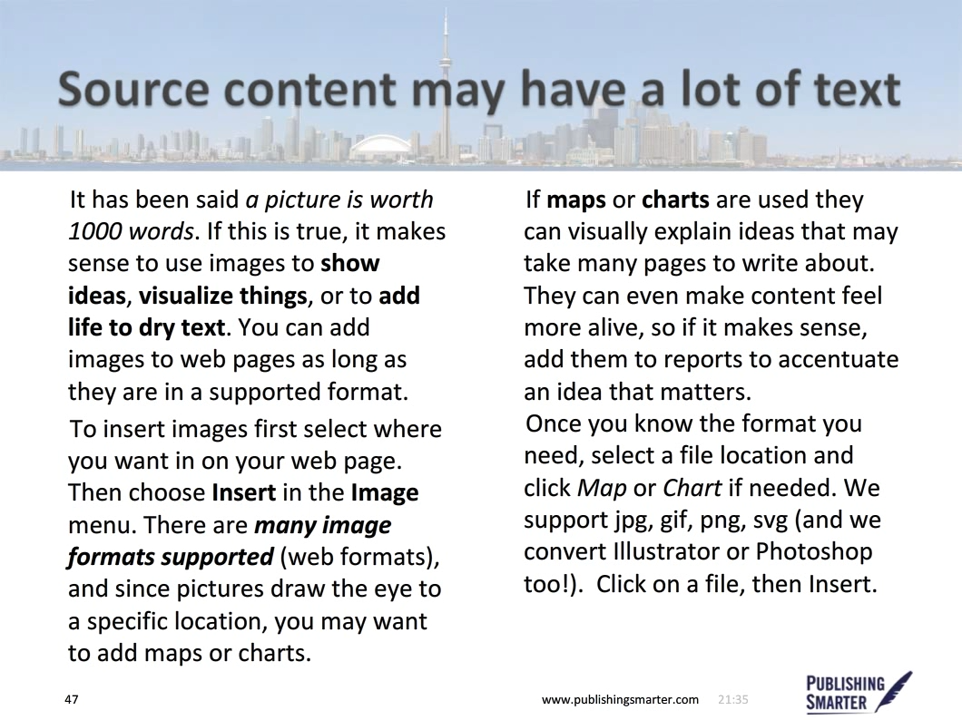 Source content may have a lot of text
It has been said a picture is worth
1000 words. If this is true, it makes
sense to use images to show
ideas, visualize things, or to add
life to dry text. You can add
images to web pages as long as
they are in a supported format.
To insert images first select where
you want in on your web page.
Then choose Insert in the Image
menu. There are many image
formats supported (web formats),
and since pictures draw the eye to
a specific location, you may want
to add maps or charts.
If maps or charts are used they
can visually explain ideas that may
take many pages to write about.
They can even make content feel
more alive, so if it makes sense,
add them to reports to accentuate
an idea that matters.
Once you know the format you
need, select a file location and
click Map or Chart if needed. We
support jpg, gif, png, svg (and we
convert Illustrator or Photoshop
too!).  Click on a file, then Insert.
47
www.publishingsmarter.com
21:35
PUBLISHING
SMARTER